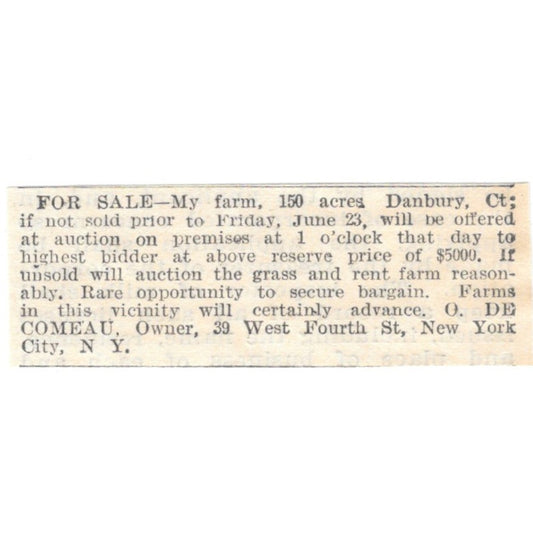 FOR SALE—My farm, 150 acres Danbury, Ct;
if not sold prior to Friday, June 23, will be offered
at auction on premises at 1 o'clock that day to
highest bidder at above reserve price of $5000. If
unsold will auction the grass and rent farm reason-
ably. Rare opportunity to secure bargain. Farms
in this vicinity will certainly advance. O. DE
COMEAU, Owner, 39 West Fourth St, New York
City, N Y.